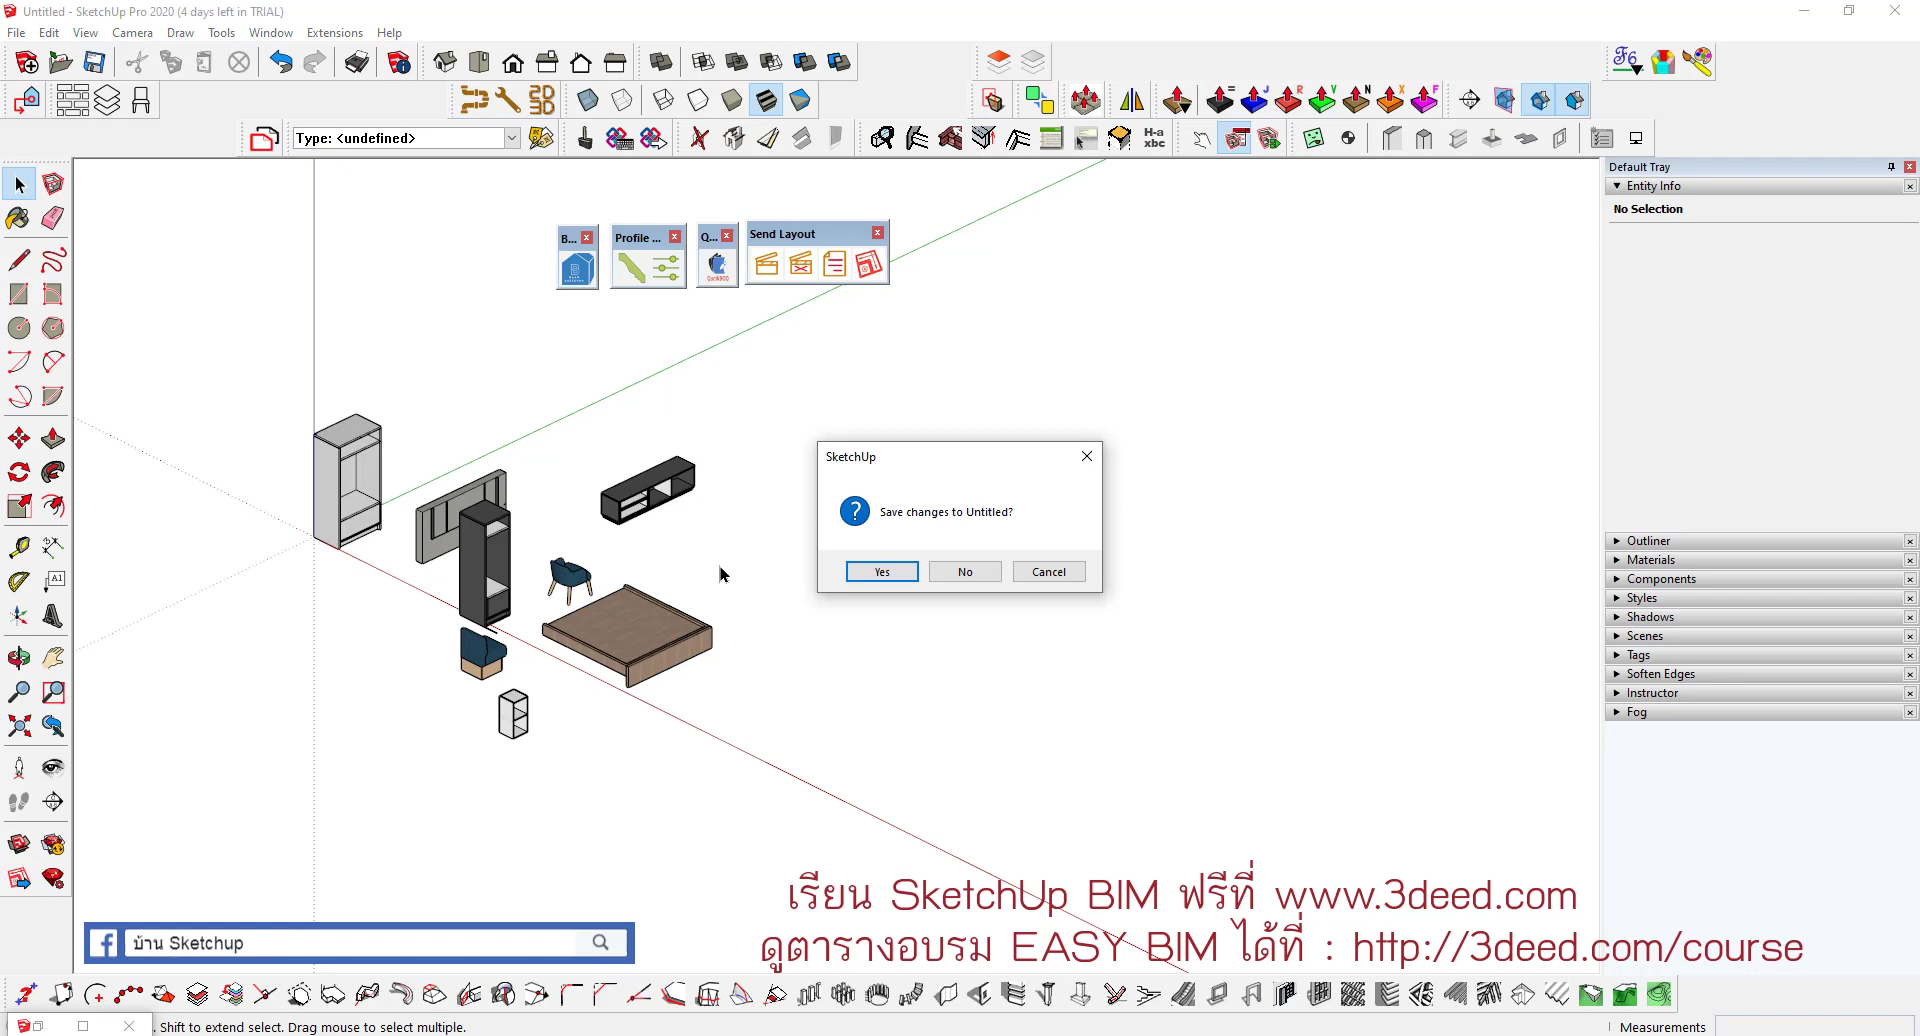 Untitled - SketchUp Pro 2020 (4 days left in TRIAL)
File Edit View Camera Draw Tools Window Extensions Help
Type: <undefined>
H-a
xbc
Default Tray
Entity Info
No Selection
B... Profile ... Q... Send Layout
SketchUp
Save changes to Untitled?
Yes No Cancel
A1
Outliner
Materials
Components
Styles
Shadows
Scenes
Tags
Soften Edges
Instructor
Fog
เรียน SketchUp BIM ฟรีที่ www.3deed.com
บ้าน Sketchup
ดูตารางอบรม EASY BIM ได้ที่ : http://3deed.com/course
. Shift to extend select. Drag mouse to select multiple.
Measurements